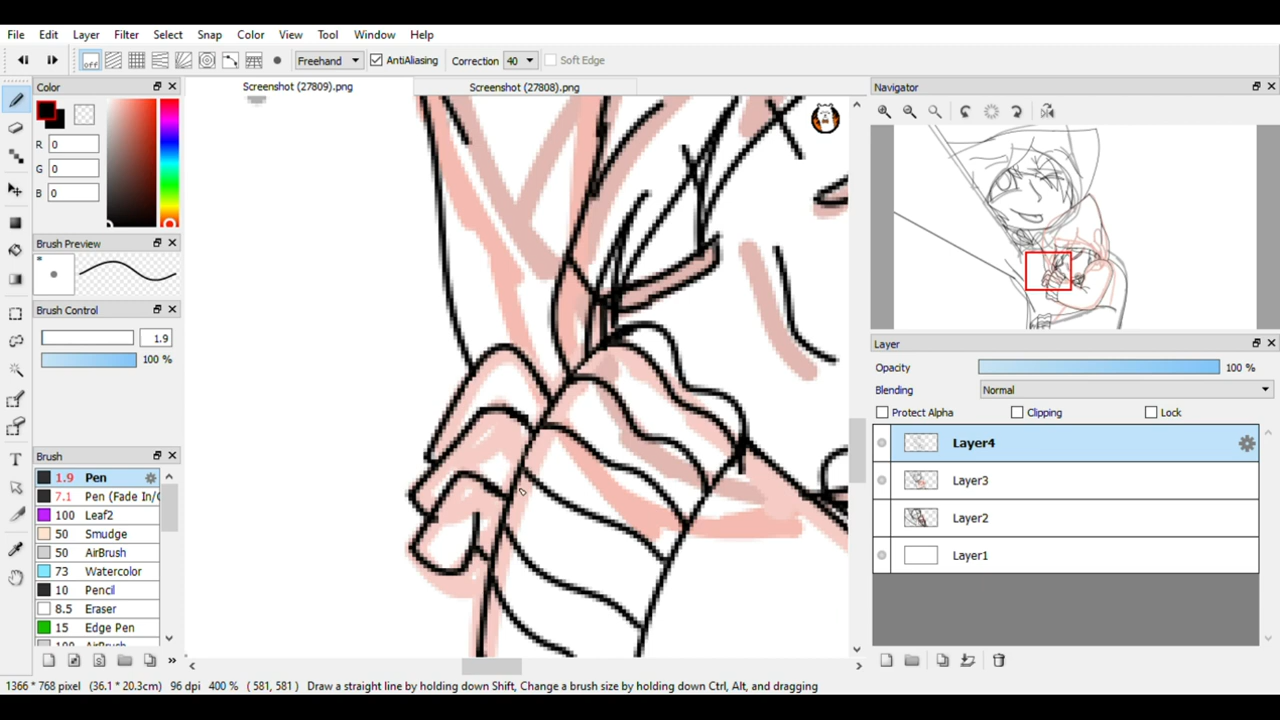 File Edit Layer Filter Select Snap Color View Tool Window Help
off Freehand AntiAliasing Correction 40 Soft Edge
Color
R 0
G 0
B 0
Brush Preview
Brush Control
1.9
100 %
Brush
1.9 Pen
7.1 Pen (Fade In/O
100 Leaf2
50 Smudge
50 AirBrush
73 Watercolor
10 Pencil
8.5 Eraser
15 Edge Pen
100 AirBrush
Screenshot (27809).png Screenshot (27808).png
Navigator
Layer
Opacity 100 %
Blending Normal
Protect Alpha Clipping Lock
Layer4
Layer3
Layer2
Layer1
1366 * 768 pixel (36.1 * 20.3cm) 96 dpi 400 % ( 581, 581 ) Draw a straight line by holding down Shift, Change a brush size by holding down Ctrl, Alt, and dragging